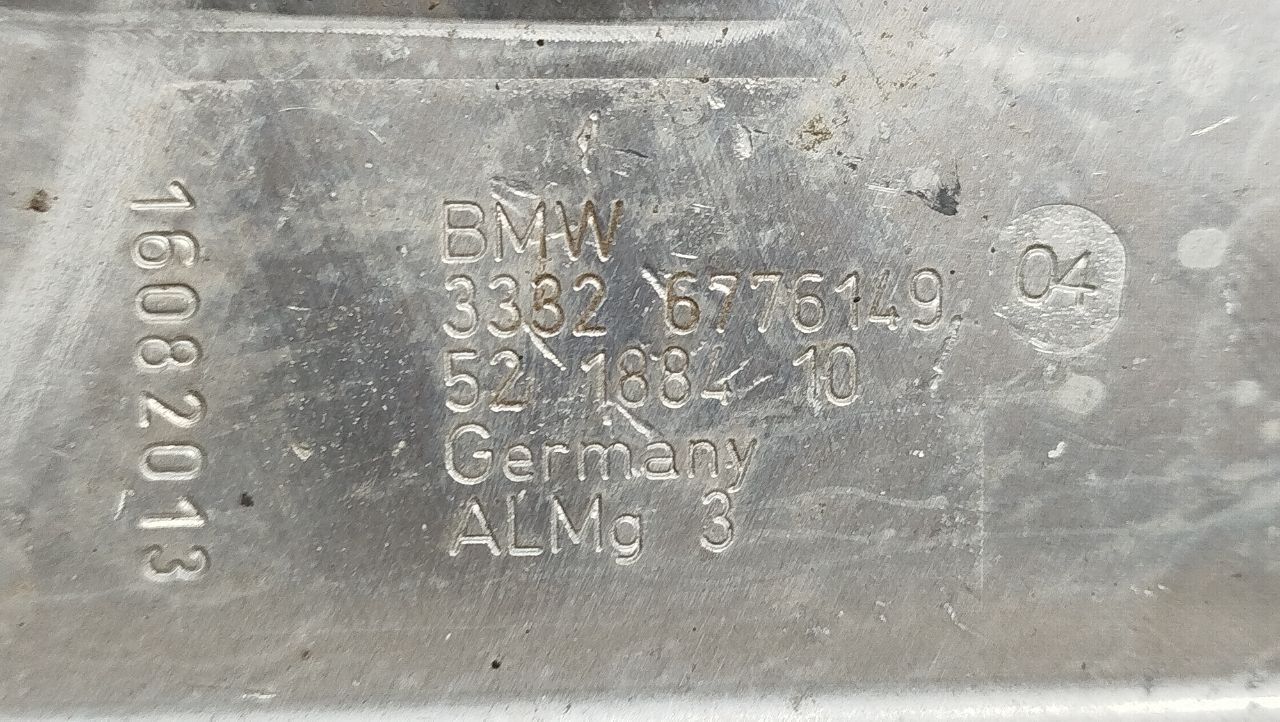 BMW
3332 6776149
52 1884 10
Germany
ALMg 3
16082013
04